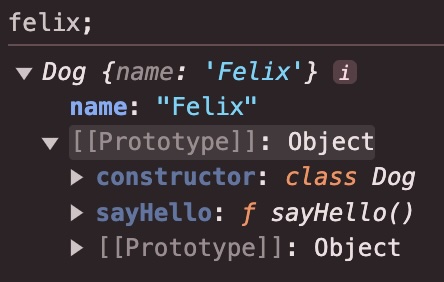 felix;
▼ Dog {name: 'Felix'} i
name: "Felix"
▼ [[Prototype]]: Object
▶ constructor: class Dog
▶ sayHello: ƒ sayHello()
▶ [[Prototype]]: Object